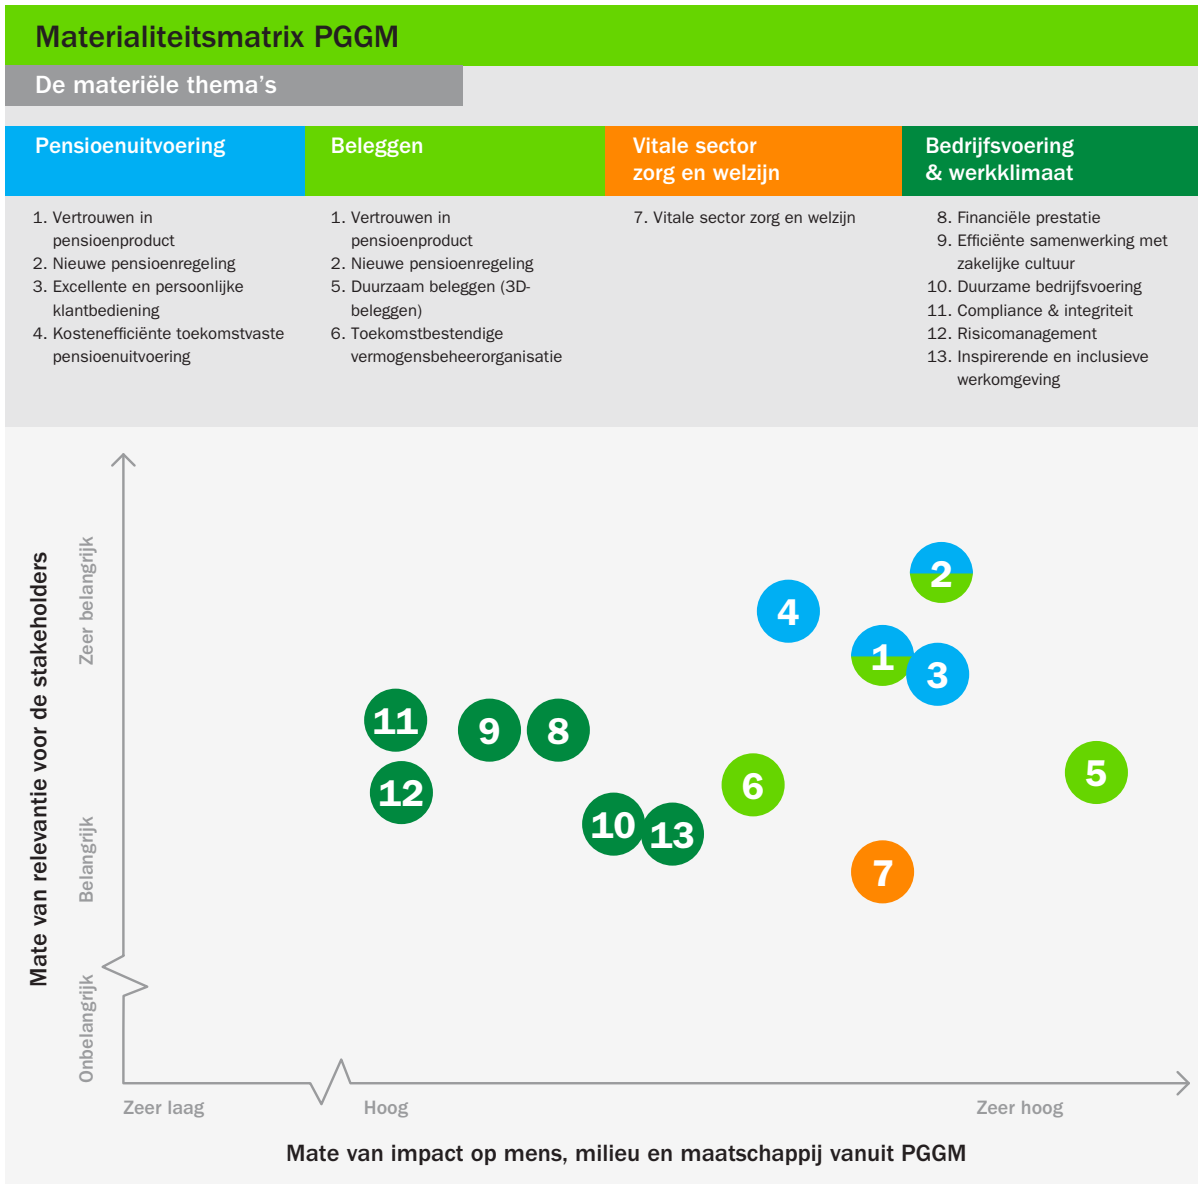 Materialiteitsmatrix PGGM
De materiële thema's
Pensioenuitvoering
1. Vertrouwen in
pensioenproduct
2. Nieuwe pensioenregeling
3. Excellente en persoonlijke
klantbediening
4. Kostenefficiënte toekomstvaste
pensioenuitvoering
Beleggen
1. Vertrouwen in
pensioenproduct
2. Nieuwe pensioenregeling
5. Duurzaam beleggen (3D-
beleggen)
6. Toekomstbestendige
vermogensbeheerorganisatie
Vitale sector
zorg en welzijn
7. Vitale sector zorg en welzijn
Bedrijfsvoering
& werkklimaat
8. Financiële prestatie
9. Efficiënte samenwerking met
zakelijke cultuur
10. Duurzame bedrijfsvoering
11. Compliance & integriteit
12. Risicomanagement
13. Inspirerende en inclusieve
werkomgeving
Mate van relevantie voor de stakeholders
Zeer belangrijk
Belangrijk
Onbelangrijk
2
4
1
3
11
9
8
12
6
5
10
13
7
Zeer laag
Hoog
Zeer hoog
Mate van impact op mens, milieu en maatschappij vanuit PGGM